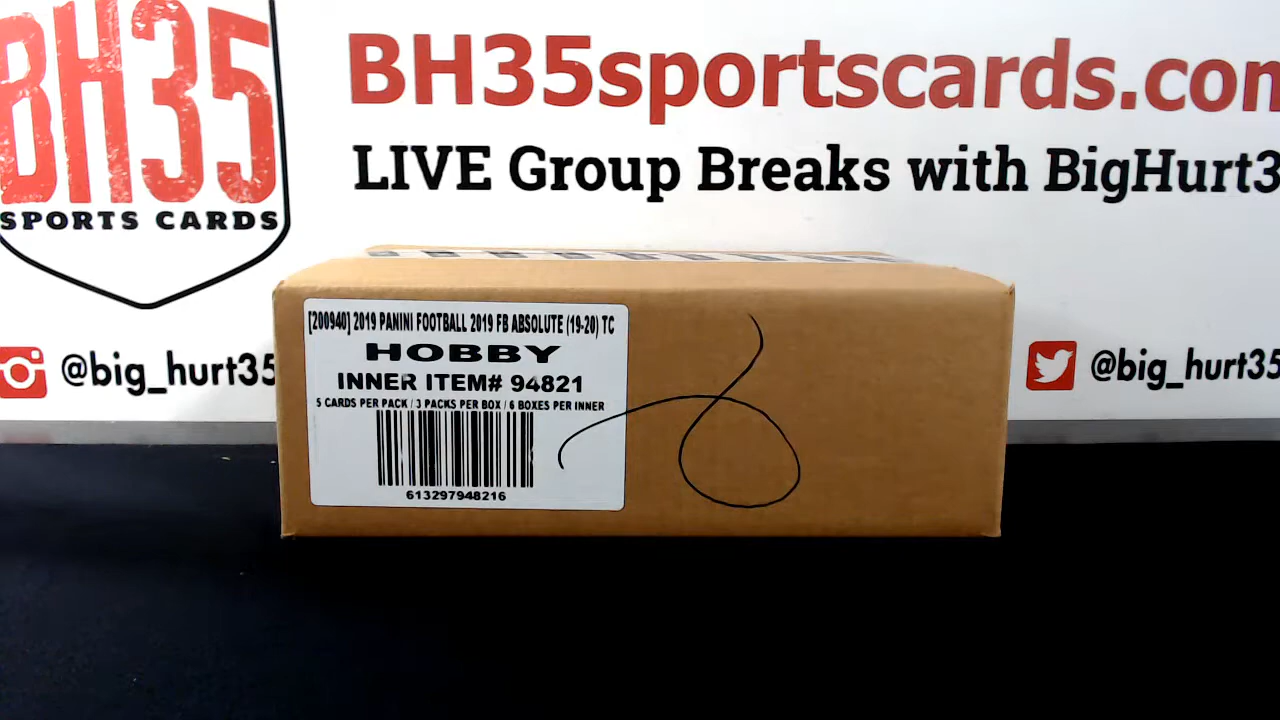 BH35
SPORTS CARDS
BH35sportscards.com
LIVE Group Breaks with BigHurt3
@big_hurt35
@big_hurt35
[200940] 2019 PANINI FOOTBALL 2019 FB ABSOLUTE (19-20) TC
HOBBY
INNER ITEM# 94821
5 CARDS PER PACK / 3 PACKS PER BOX / 6 BOXES PER INNER
613297948216